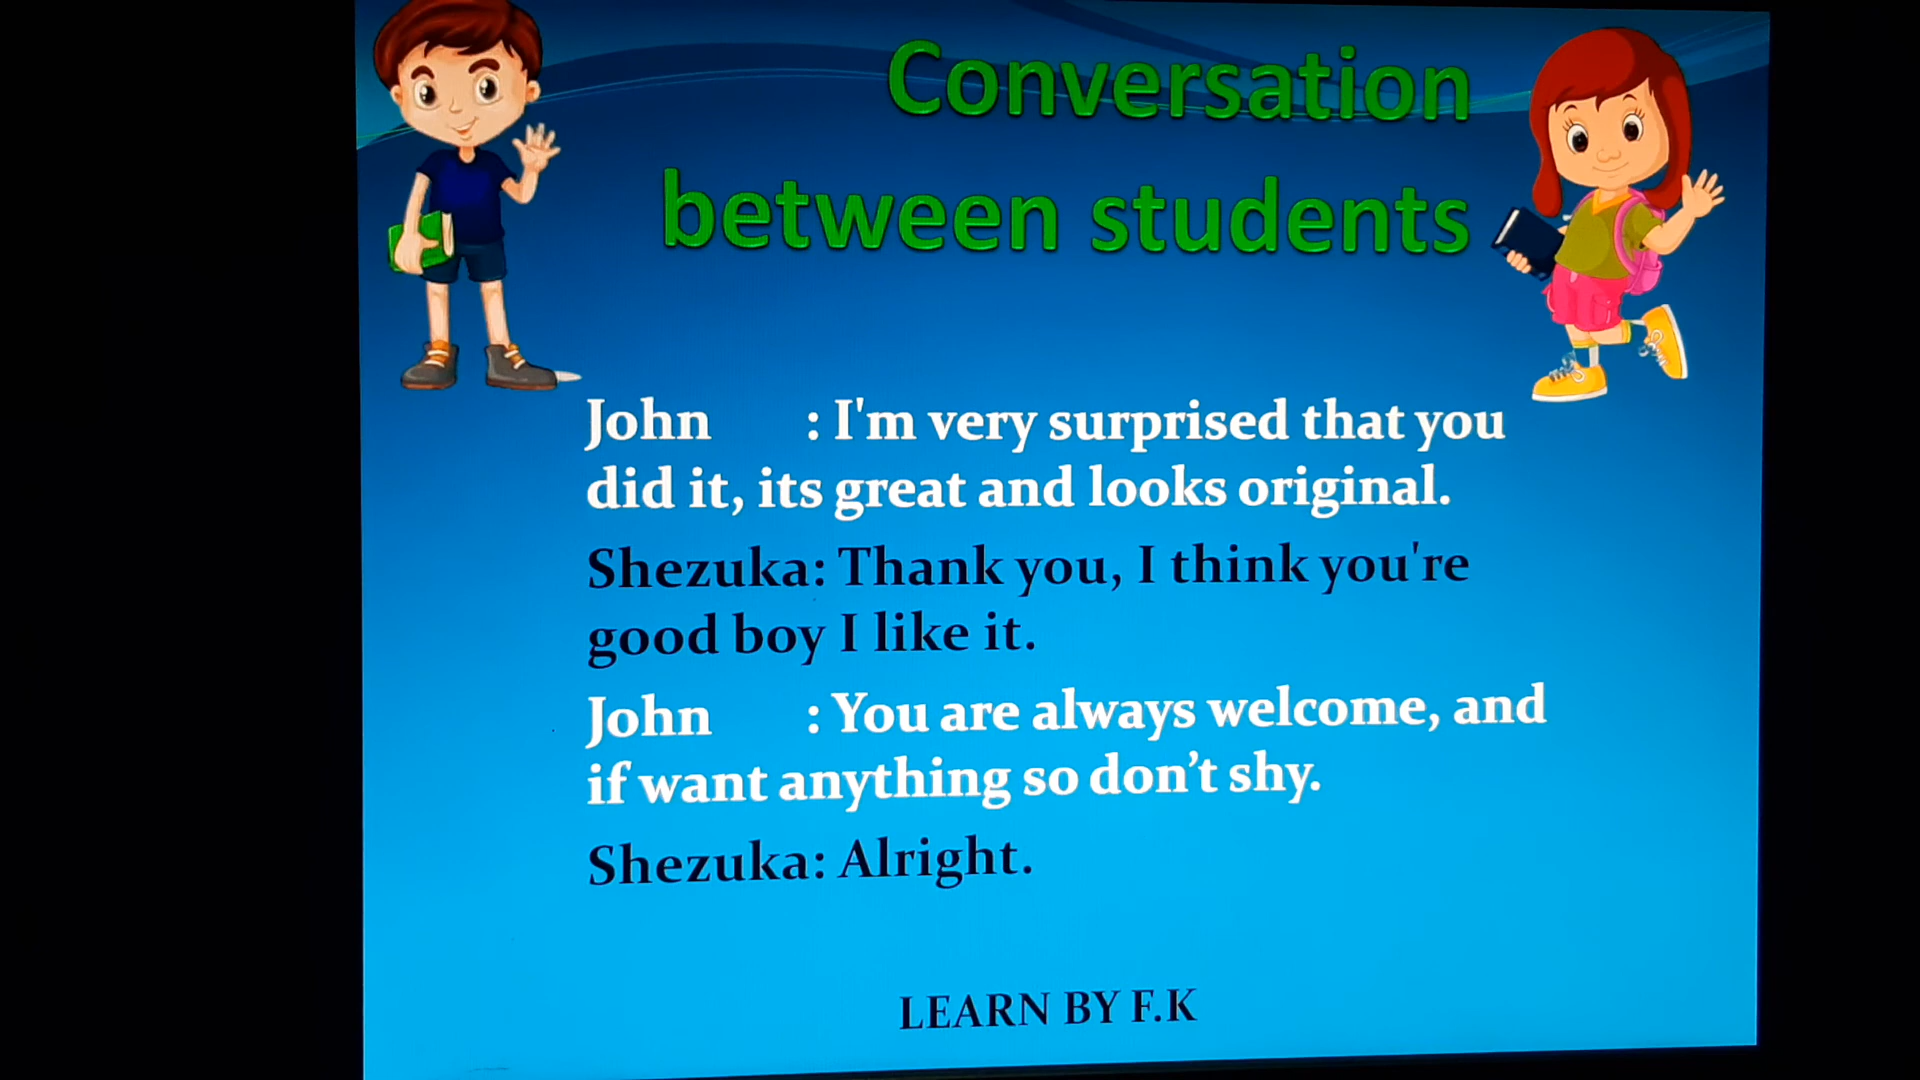 Conversation
between students
John : I'm very surprised that you
did it, its great and looks original.
Shezuka: Thank you, I think you're
good boy I like it.
John : You are always welcome, and
if want anything so don’t shy.
Shezuka: Alright.
LEARN BY F.K